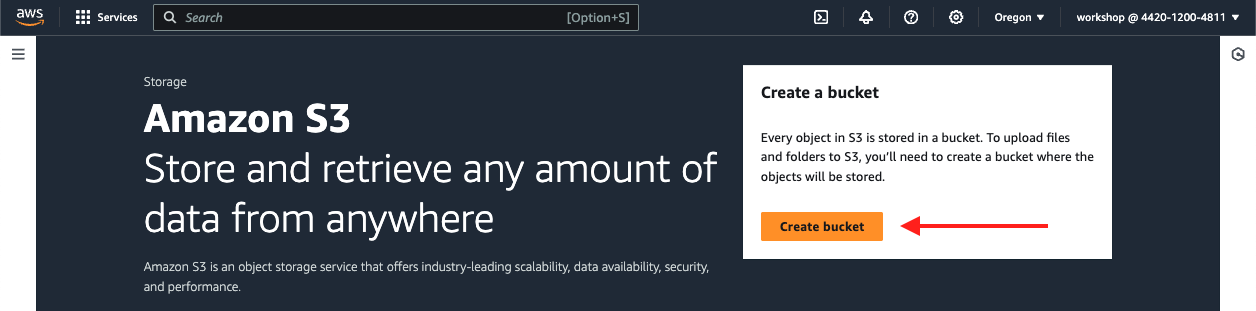 aws
Services
Search
[Option+S]
Oregon
workshop @ 4420-1200-4811
Storage
Amazon S3
Store and retrieve any amount of
data from anywhere
Amazon S3 is an object storage service that offers industry-leading scalability, data availability, security,
and performance.
Create a bucket
Every object in S3 is stored in a bucket. To upload files
and folders to S3, you'll need to create a bucket where the
objects will be stored.
Create bucket